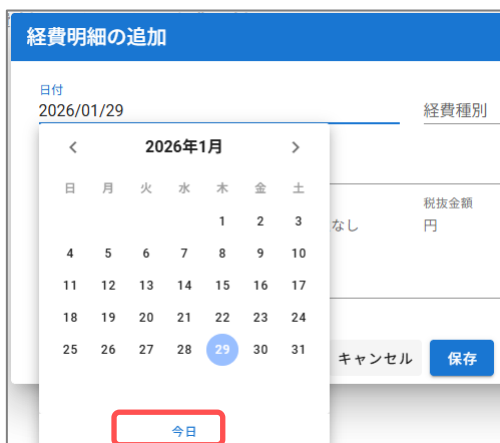 経費明細の追加
日付
2026/01/29
経費種別
2026年1月
日 月 火 水 木 金 土
1 2 3
税抜金額
なし 円
4 5 6 7 8 9 10
11 12 13 14 15 16 17
18 19 20 21 22 23 24
25 26 27 28 29 30 31
キャンセル 保存
今日